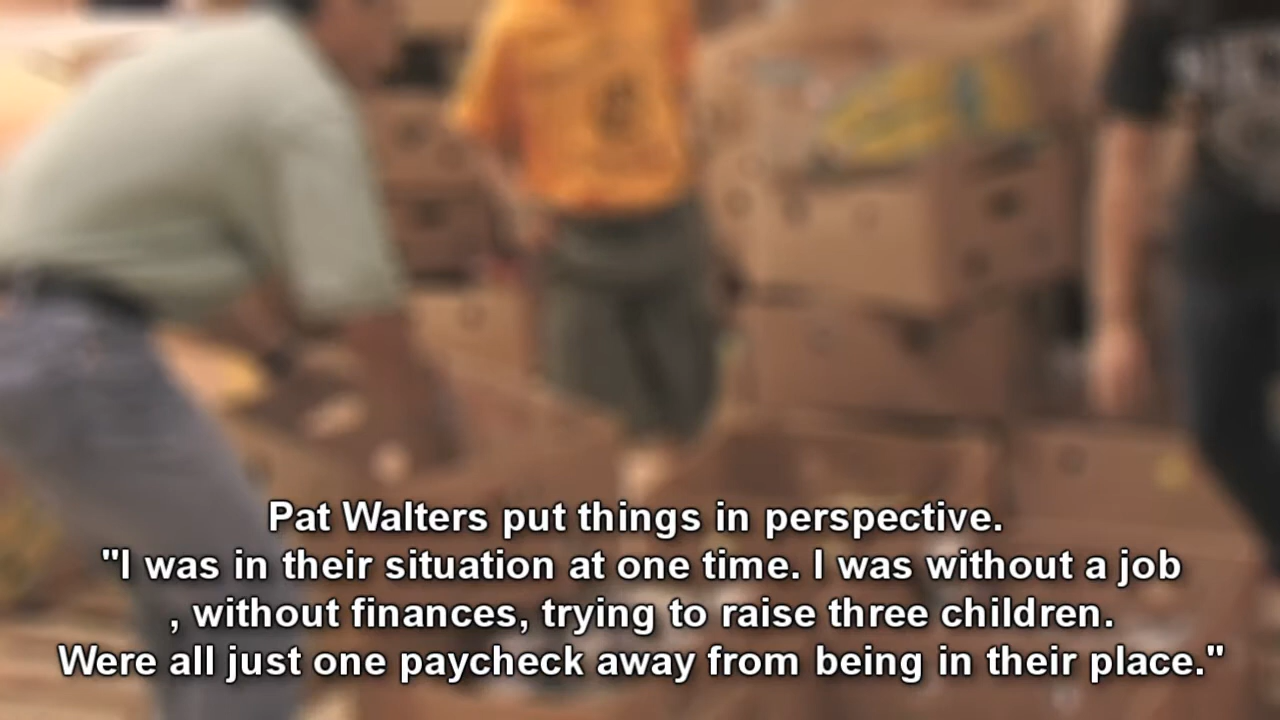 Pat Walters put things in perspective.
"I was in their situation at one time. I was without a job
, without finances, trying to raise three children.
Were all just one paycheck away from being in their place."